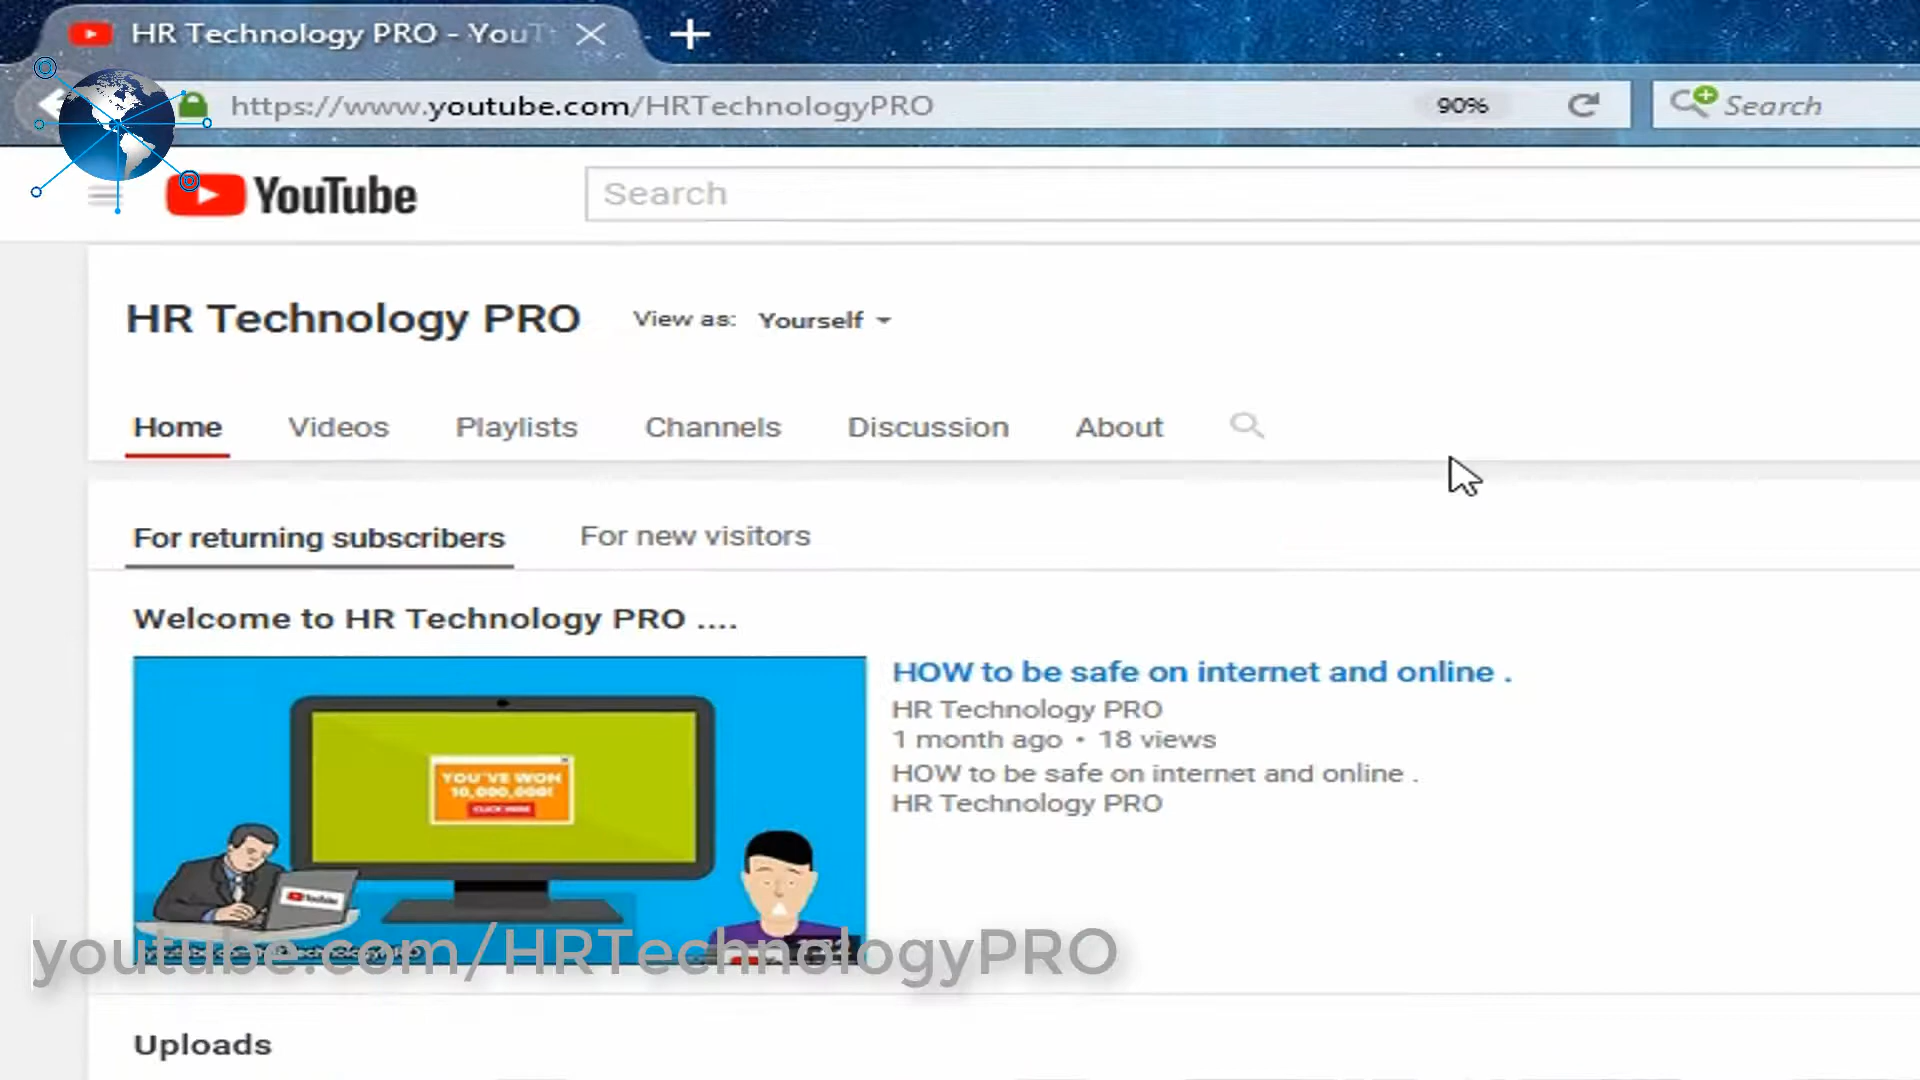 HR Technology PRO - YouT
https://www.youtube.com/HRTechnologyPRO
90%
Search
YouTube
Search
HR Technology PRO
View as: Yourself
Home Videos Playlists Channels Discussion About
For returning subscribers For new visitors
Welcome to HR Technology PRO ....
YOU'VE WON
10,000,000!
CLICK HERE
YouTube
HOW to be safe on internet and online .
HR Technology PRO
1 month ago • 18 views
HOW to be safe on internet and online .
HR Technology PRO
youtube.com/HRTechnologyPRO
Uploads